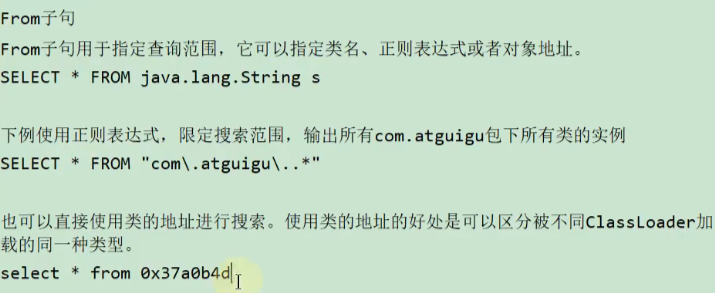 From子句
From子句用于指定查询范围，它可以指定类名、正则表达式或者对象地址。
SELECT * FROM java.lang.String s
下例使用正则表达式，限定搜索范围，输出所有com.atguigu包下所有类的实例
SELECT * FROM "com\.atguigu\..*"
也可以直接使用类的地址进行搜索。使用类的地址的好处是可以区分被不同ClassLoader加
载的同一种类型。
select * from 0x37a0b4d